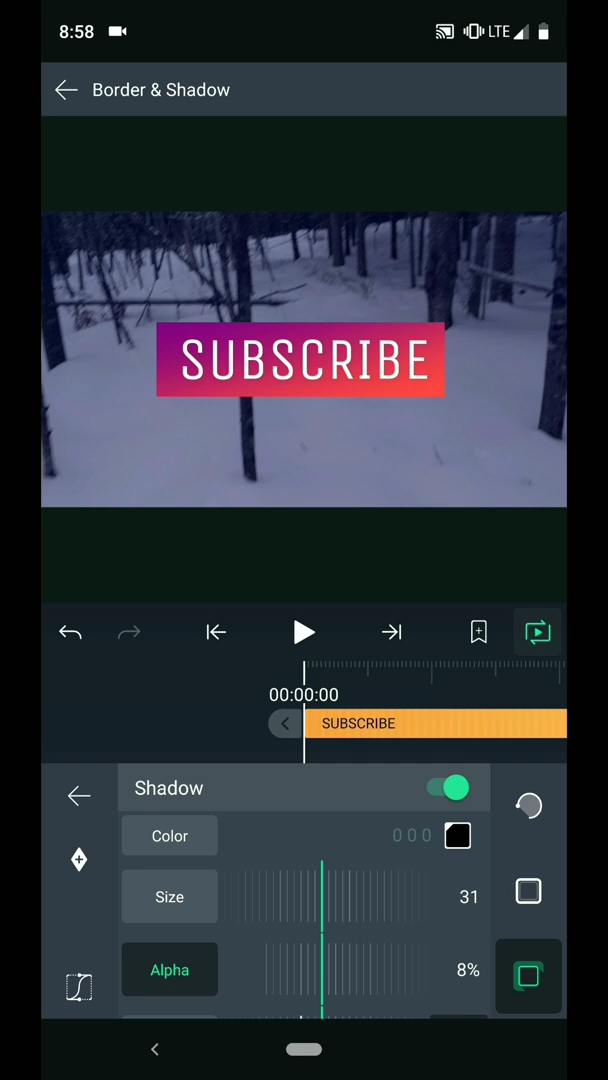 8:58
LTE
Border & Shadow
SUBSCRIBE
00:00:00
SUBSCRIBE
Shadow
Color 0 0 0
Size 31
Alpha 8%